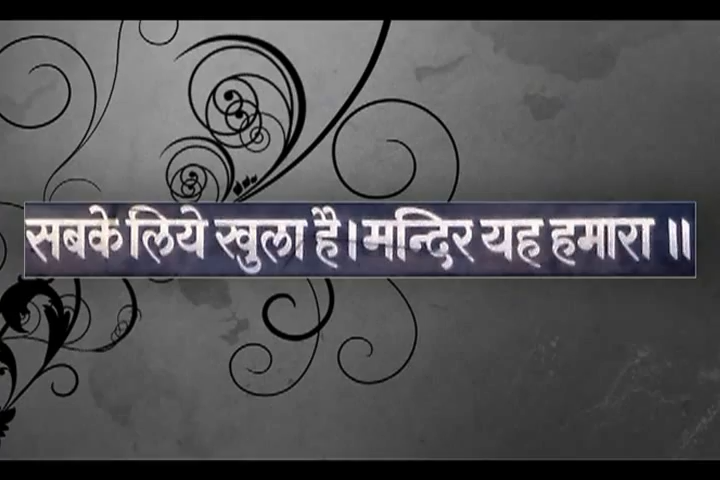 सबके लिये खुला है। मन्दिर यह हमारा ॥